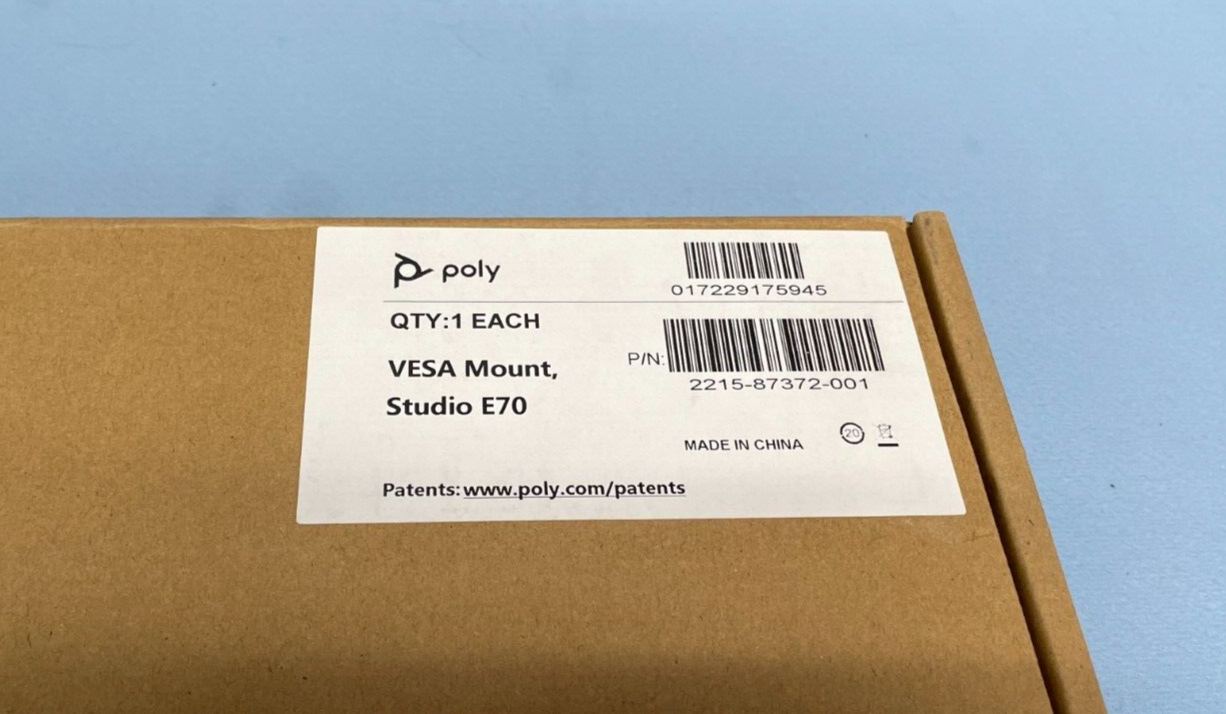 poly
017229175945
QTY:1 EACH
VESA Mount,
Studio E70
P/N:
2215-87372-001
MADE IN CHINA
20
Patents: www.poly.com/patents